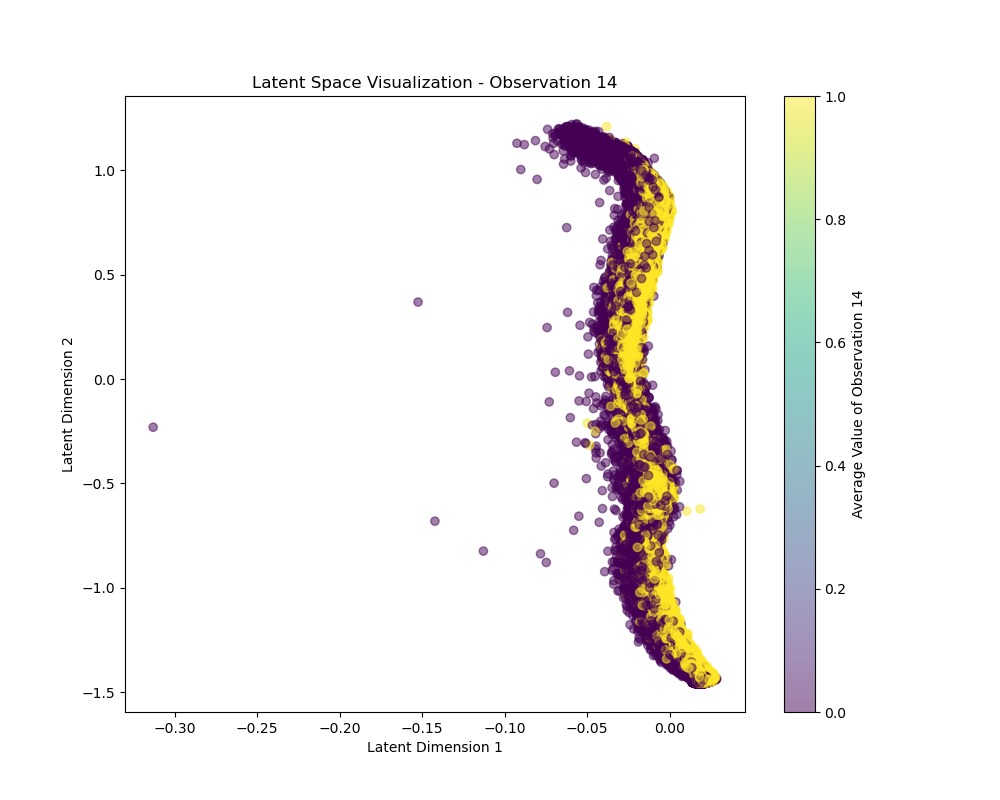 Latent Space Visualization - Observation 14
Latent Dimension 2
1.0
0.5
0.0
−0.5
−1.0
−1.5
−0.30 −0.25 −0.20 −0.15 −0.10 −0.05 0.00
Latent Dimension 1
1.0
0.8
0.6
0.4
0.2
0.0
Average Value of Observation 14